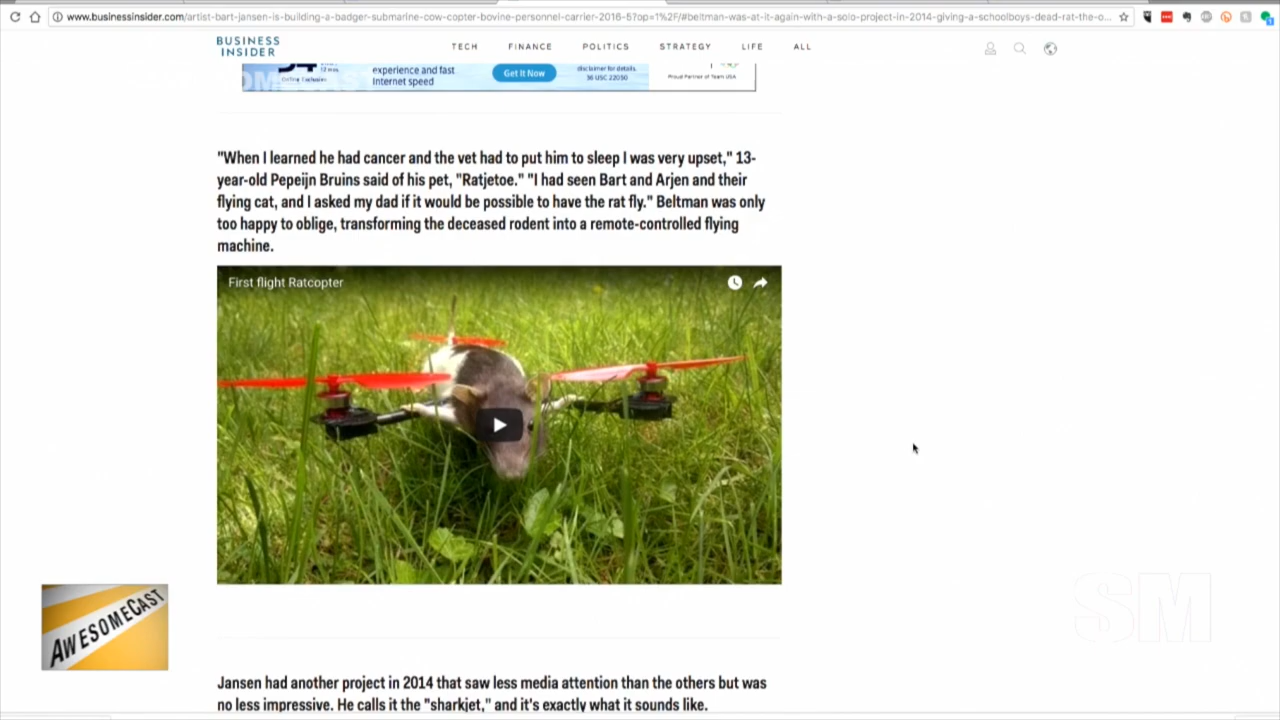 www.businessinsider.com/artist-bart-jansen-is-building-a-badger-submarine-cow-copter-bovine-personnel-carrier-2016-5?op=1%2F/#beltman-was-at-it-again-with-a-solo-project-in-2014-giving-a-schoolboys-dead-rat-the-o...
BUSINESS
INSIDER
TECH FINANCE POLITICS STRATEGY LIFE ALL
experience and fast
Internet speed
Get It Now
disclaimer for details.
36 USC 22050
Proud Partner of Team USA
"When I learned he had cancer and the vet had to put him to sleep I was very upset," 13-
year-old Pepeijn Bruins said of his pet, "Ratjetoe." "I had seen Bart and Arjen and their
flying cat, and I asked my dad if it would be possible to have the rat fly." Beltman was only
too happy to oblige, transforming the deceased rodent into a remote-controlled flying
machine.
First flight Ratcopter
AWESOMECAST
SM
Jansen had another project in 2014 that saw less media attention than the others but was
no less impressive. He calls it the "sharkjet," and it's exactly what it sounds like.